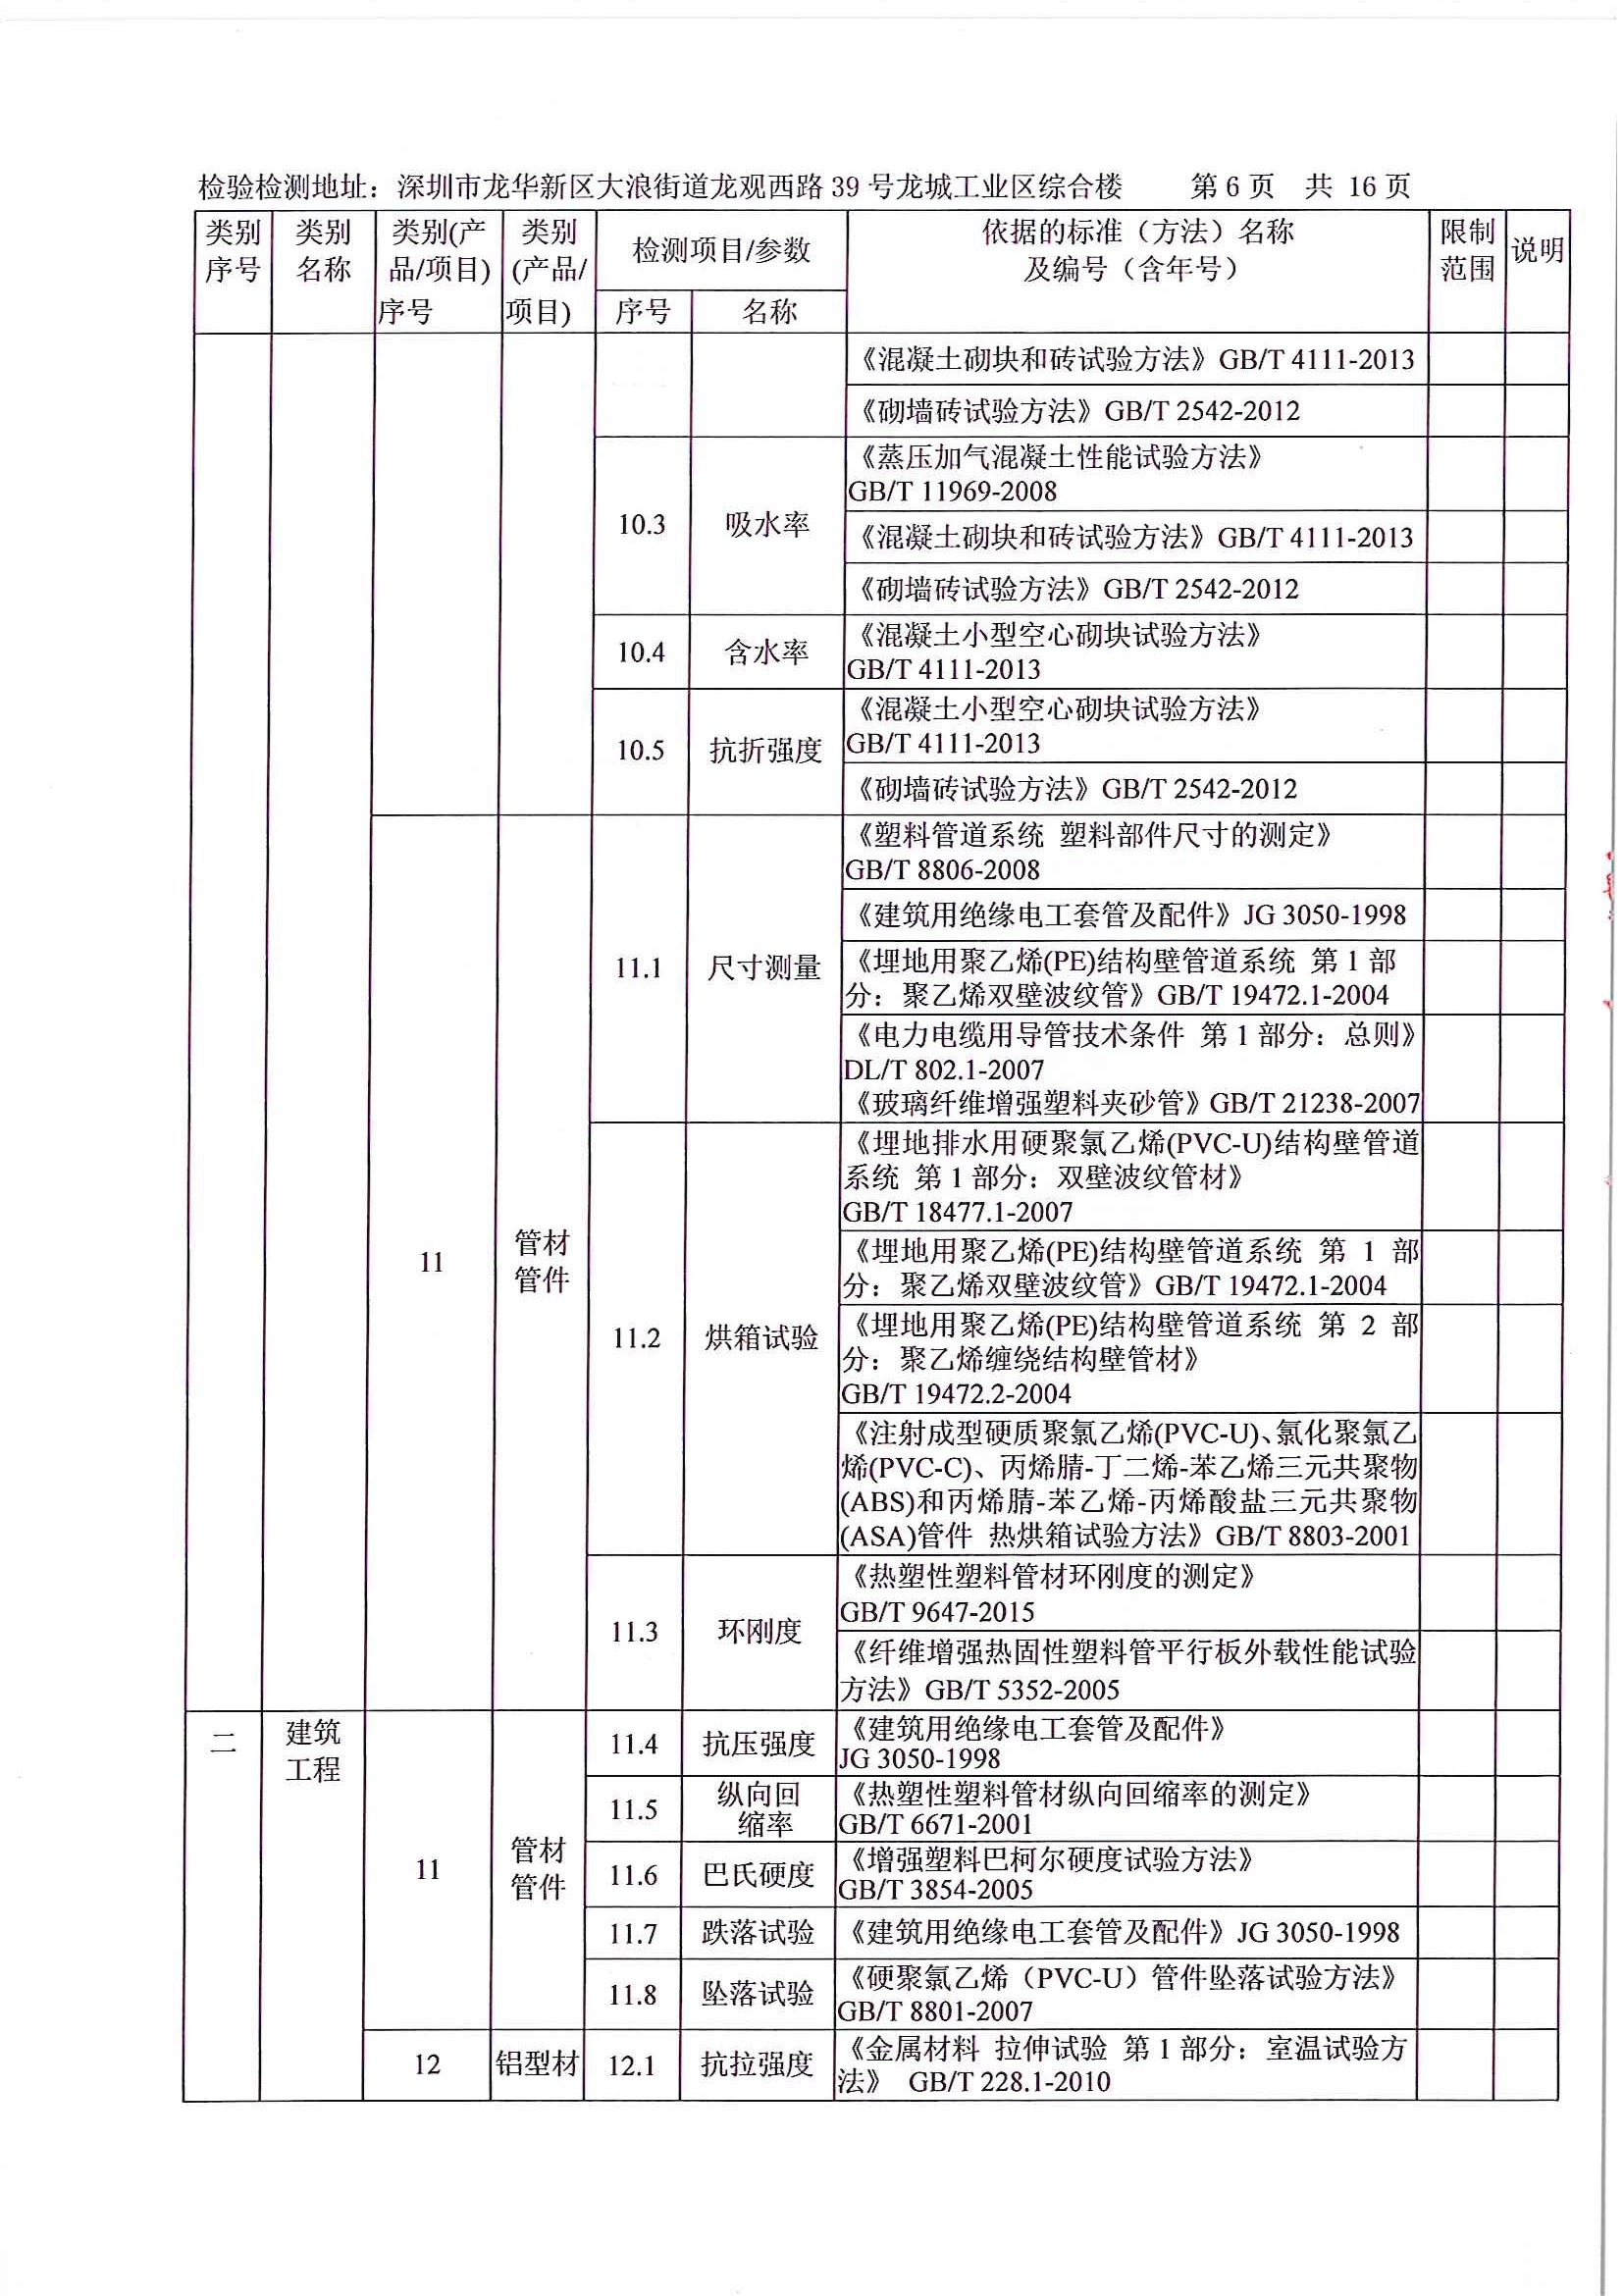 检验检测地址：深圳市龙华新区大浪街道龙观西路 39 号龙城工业区综合楼 第 6 页 共 16 页
类别序号 类别名称 类别(产品/项目)序号 类别(产品/项目) 检测项目/参数 依据的标准（方法）名称及编号（含年号） 限制范围 说明
序号 名称
《混凝土砌块和砖试验方法》GB/T 4111-2013
《砌墙砖试验方法》GB/T 2542-2012
10.3 吸水率
《蒸压加气混凝土性能试验方法》
GB/T 11969-2008
《混凝土砌块和砖试验方法》GB/T 4111-2013
《砌墙砖试验方法》GB/T 2542-2012
10.4 含水率
《混凝土小型空心砌块试验方法》
GB/T 4111-2013
10.5 抗折强度
《混凝土小型空心砌块试验方法》
GB/T 4111-2013
《砌墙砖试验方法》GB/T 2542-2012
11 管材管件
11.1 尺寸测量
《塑料管道系统 塑料部件尺寸的测定》
GB/T 8806-2008
《建筑用绝缘电工套管及配件》JG 3050-1998
《埋地用聚乙烯(PE)结构壁管道系统 第 1 部
分：聚乙烯双壁波纹管》GB/T 19472.1-2004
《电力电缆用导管技术条件 第 1 部分：总则》
DL/T 802.1-2007
《玻璃纤维增强塑料夹砂管》GB/T 21238-2007
11.2 烘箱试验
《埋地排水用硬聚氯乙烯(PVC-U)结构壁管道
系统 第 1 部分：双壁波纹管材》
GB/T 18477.1-2007
《埋地用聚乙烯(PE)结构壁管道系统 第 1 部
分：聚乙烯双壁波纹管》GB/T 19472.1-2004
《埋地用聚乙烯(PE)结构壁管道系统 第 2 部
分：聚乙烯缠绕结构壁管材》
GB/T 19472.2-2004
《注射成型硬质聚氯乙烯(PVC-U)、氯化聚氯乙
烯(PVC-C)、丙烯腈-丁二烯-苯乙烯三元共聚物
(ABS)和丙烯腈-苯乙烯-丙烯酸盐三元共聚物
(ASA)管件 热烘箱试验方法》GB/T 8803-2001
11.3 环刚度
《热塑性塑料管材环刚度的测定》
GB/T 9647-2015
《纤维增强热固性塑料管平行板外载性能试验
方法》GB/T 5352-2005
二 建筑工程 11 管材管件
11.4 抗压强度
《建筑用绝缘电工套管及配件》
JG 3050-1998
11.5 纵向回缩率
《热塑性塑料管材纵向回缩率的测定》
GB/T 6671-2001
11.6 巴氏硬度
《增强塑料巴柯尔硬度试验方法》
GB/T 3854-2005
11.7 跌落试验 《建筑用绝缘电工套管及配件》JG 3050-1998
11.8 坠落试验
《硬聚氯乙烯（PVC-U）管件坠落试验方法》
GB/T 8801-2007
12 铝型材 12.1 抗拉强度
《金属材料 拉伸试验 第 1 部分：室温试验方
法》 GB/T 228.1-2010